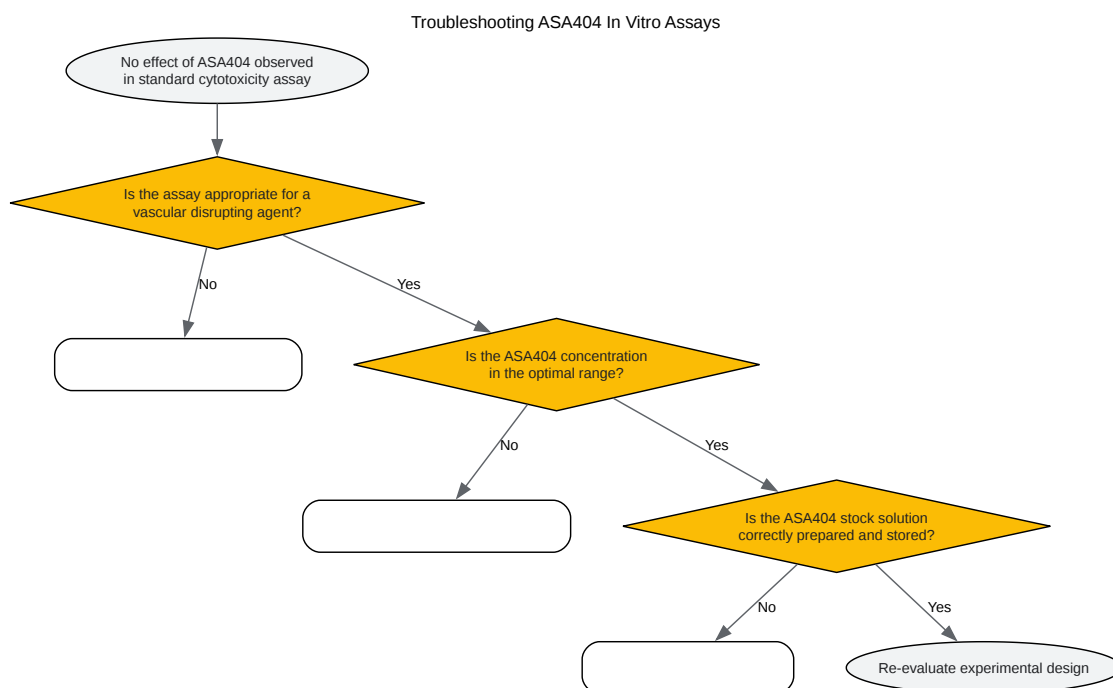 Troubleshooting ASA404 In Vitro Assays
No effect of ASA404 observed
in standard cytotoxicity assay
Is the assay appropriate for a
vascular disrupting agent?
No
Yes
Is the ASA404 concentration
in the optimal range?
No
Yes
Is the ASA404 stock solution
correctly prepared and stored?
No
Yes
Re-evaluate experimental design